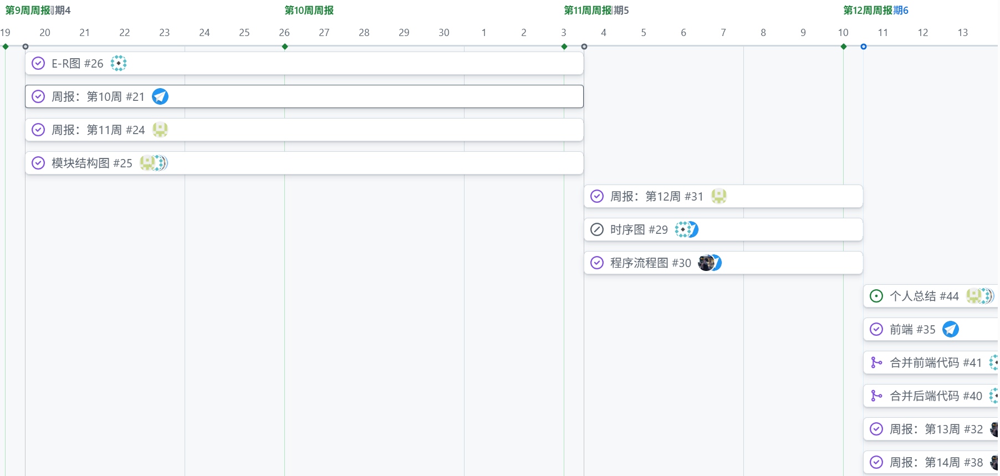 第9周周报 期4 第10周周报 第11周周报 期5 第12周周报 期6
19 20 21 22 23 24 25 26 27 28 29 30 1 2 3 4 5 6 7 8 9 10 11 12 13
E-R图 #26
周报：第10周 #21
周报：第11周 #24
模块结构图 #25
周报：第12周 #31
时序图 #29
程序流程图 #30
个人总结 #44
前端 #35
合并前端代码 #41
合并后端代码 #40
周报：第13周 #32
周报：第14周 #38